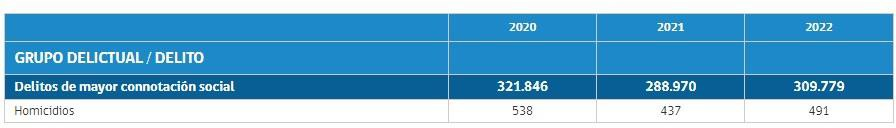 2020 2021 2022
GRUPO DELICTUAL / DELITO
Delitos de mayor connotación social 321.846 288.970 309.779
Homicidios 538 437 491